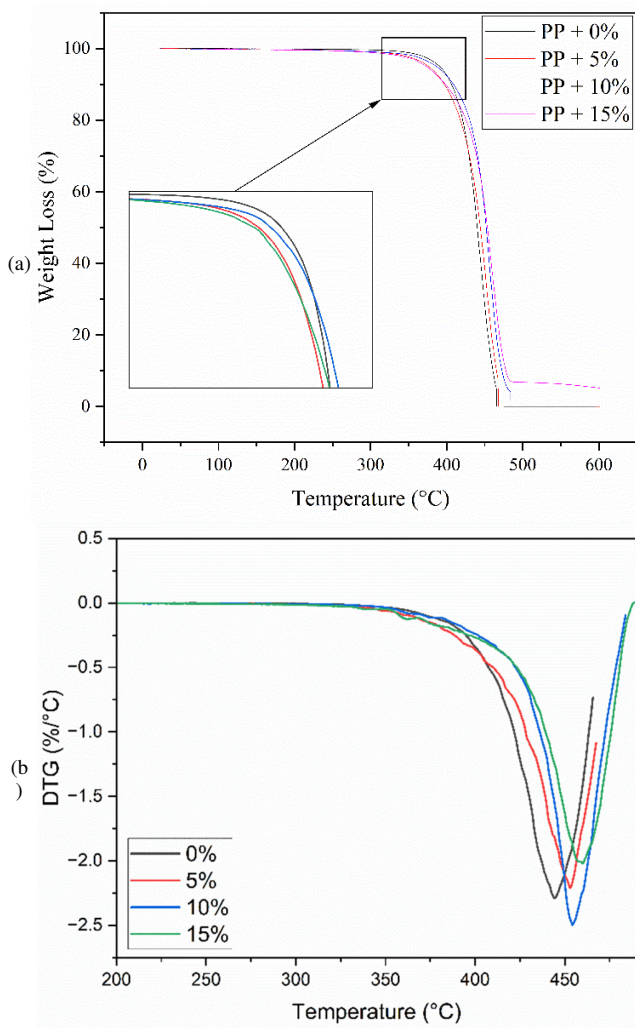 PP + 0%
PP + 5%
PP + 10%
PP + 15%
100
80
60
40
20
0
Weight Loss (%)
(a)
0 100 200 300 400 500 600
Temperature (°C)
0.5
0.0
−0.5
−1.0
−1.5
−2.0
−2.5
DTG (%/°C)
(b
)
0%
5%
10%
15%
200 250 300 350 400 450
Temperature (°C)